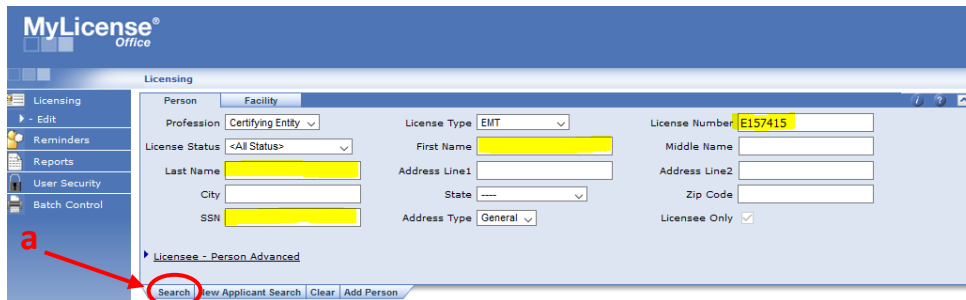 MyLicense®
Office
Licensing
Licensing
Person Facility
- Edit
Profession Certifying Entity License Type EMT License Number E157415
Reminders
License Status <All Status> First Name Middle Name
Reports
Last Name Address Line1 Address Line2
User Security
City State ---- Zip Code
Batch Control
SSN Address Type General Licensee Only
a
Licensee - Person Advanced
Search New Applicant Search Clear Add Person